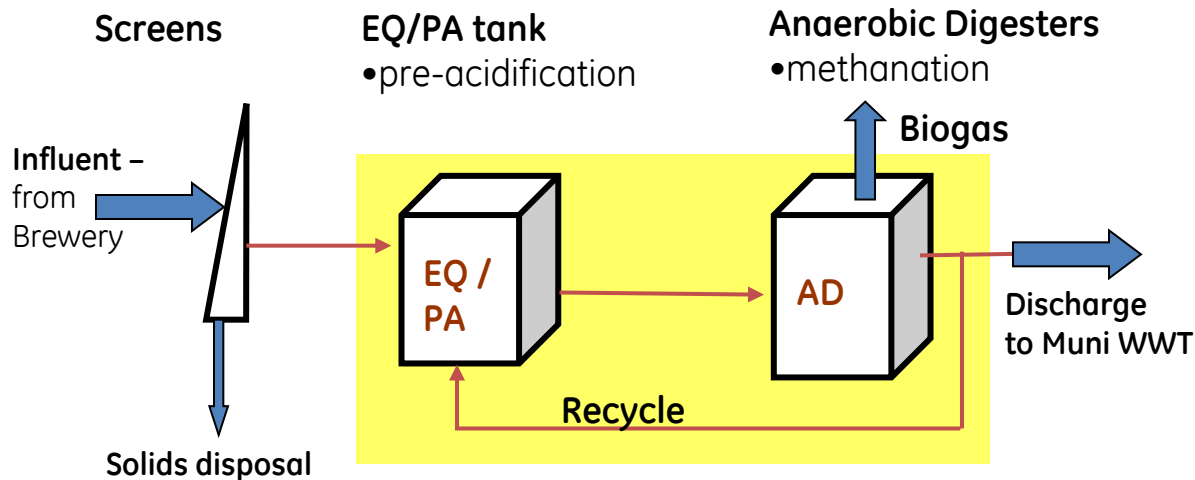 Screens
EQ/PA tank
•pre-acidification
Anaerobic Digesters
•methanation
Biogas
Influent –
from
Brewery
EQ /
PA
AD
Discharge
to Muni WWT
Recycle
Solids disposal